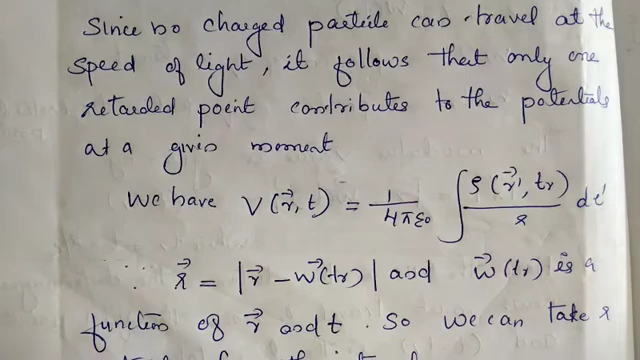 Since no charged particle can travel at the
speed of light, it follows that only one
retarded point contributes to the potentials
at a given moment
We have V(r⃗, t) = 1/4πε₀ ∫ ρ(r⃗', tr)/r dτ'
∵ r⃗ = |r⃗ − w⃗(tr)| and w⃗(tr) is a
function of r⃗ and t. So we can take r